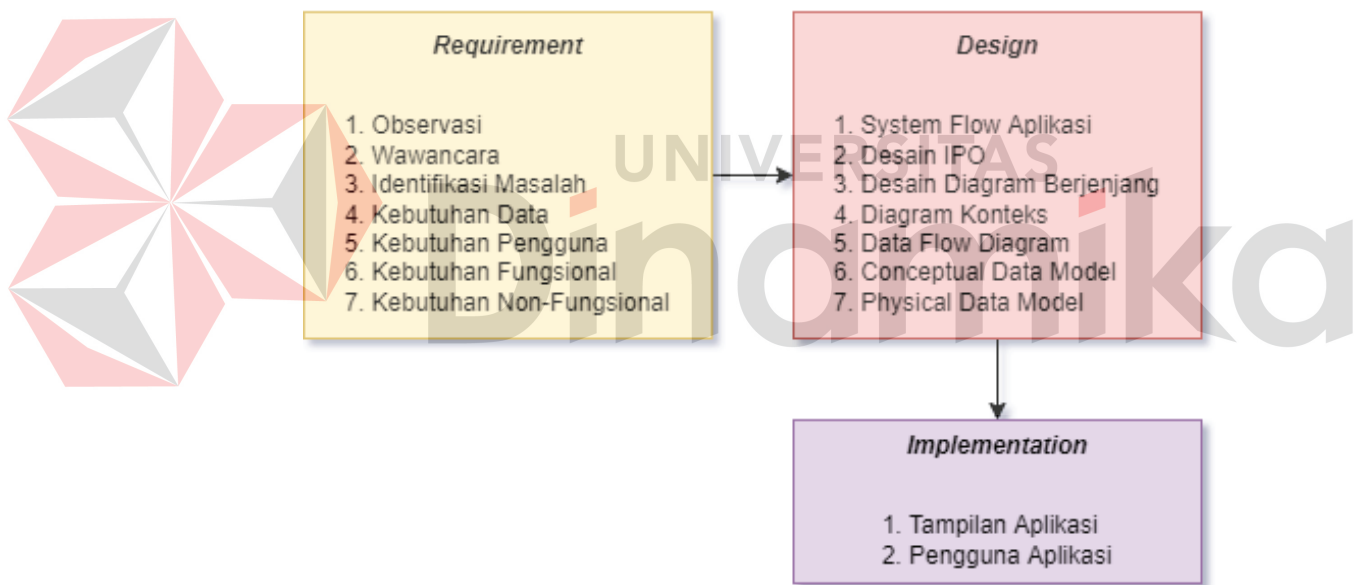 Requirement
1. Observasi
2. Wawancara
3. Identifikasi Masalah
4. Kebutuhan Data
5. Kebutuhan Pengguna
6. Kebutuhan Fungsional
7. Kebutuhan Non-Fungsional
Design
1. System Flow Aplikasi
2. Desain IPO
3. Desain Diagram Berjenjang
4. Diagram Konteks
5. Data Flow Diagram
6. Conceptual Data Model
7. Physical Data Model
Implementation
1. Tampilan Aplikasi
2. Pengguna Aplikasi
UNIVERSITAS
Dinamika